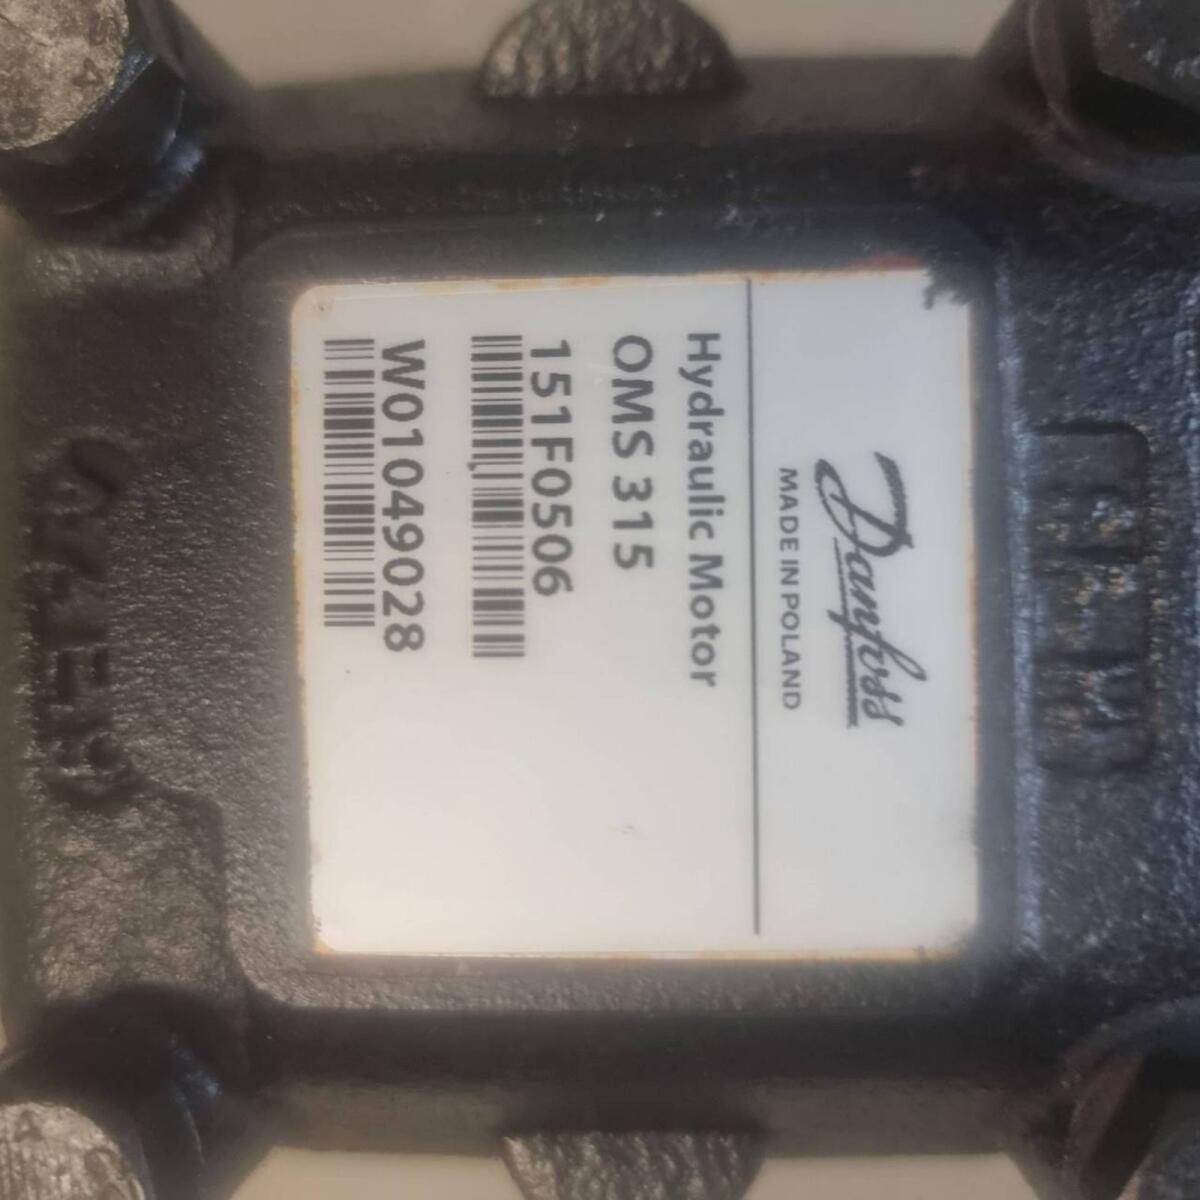 Danfoss
MADE IN POLAND
Hydraulic Motor
OMS 315
151F0506
W01049028